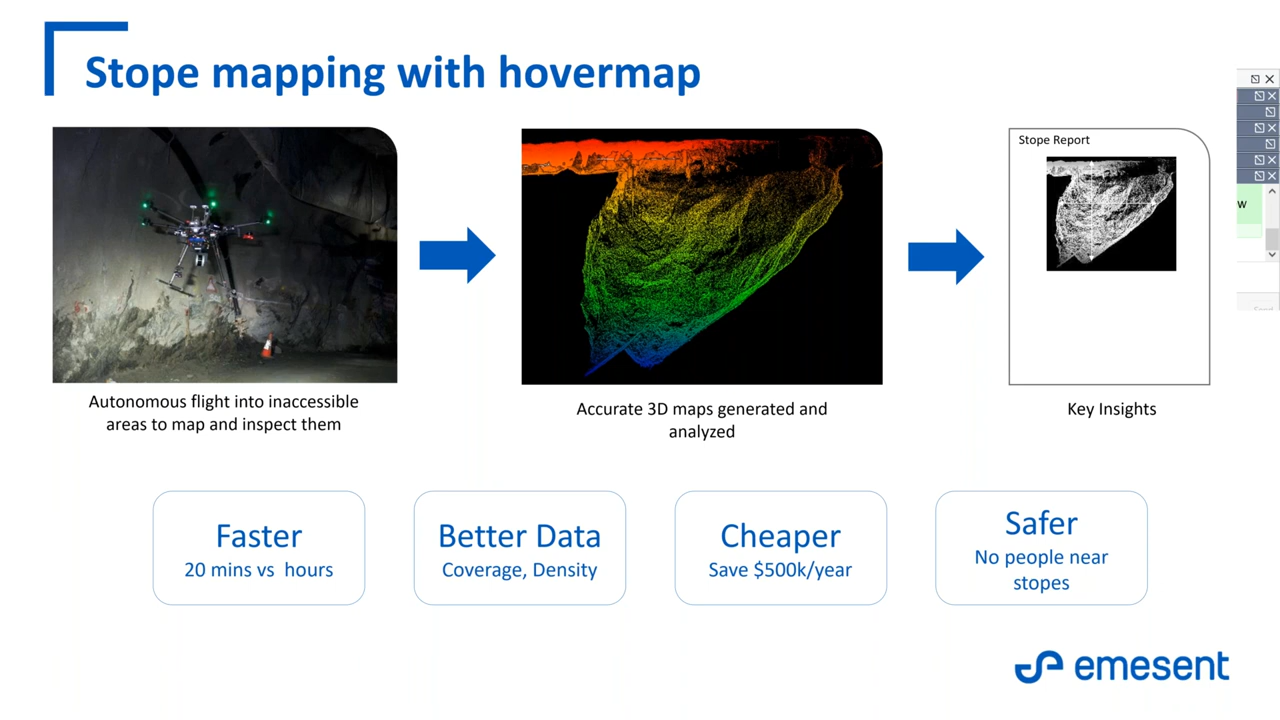 Stope mapping with hovermap
Stope Report
Autonomous flight into inaccessible
areas to map and inspect them
Accurate 3D maps generated and
analyzed
Key Insights
Faster
20 mins vs  hours
Better Data
Coverage, Density
Cheaper
Save $500k/year
Safer
No people near
stopes
emesent